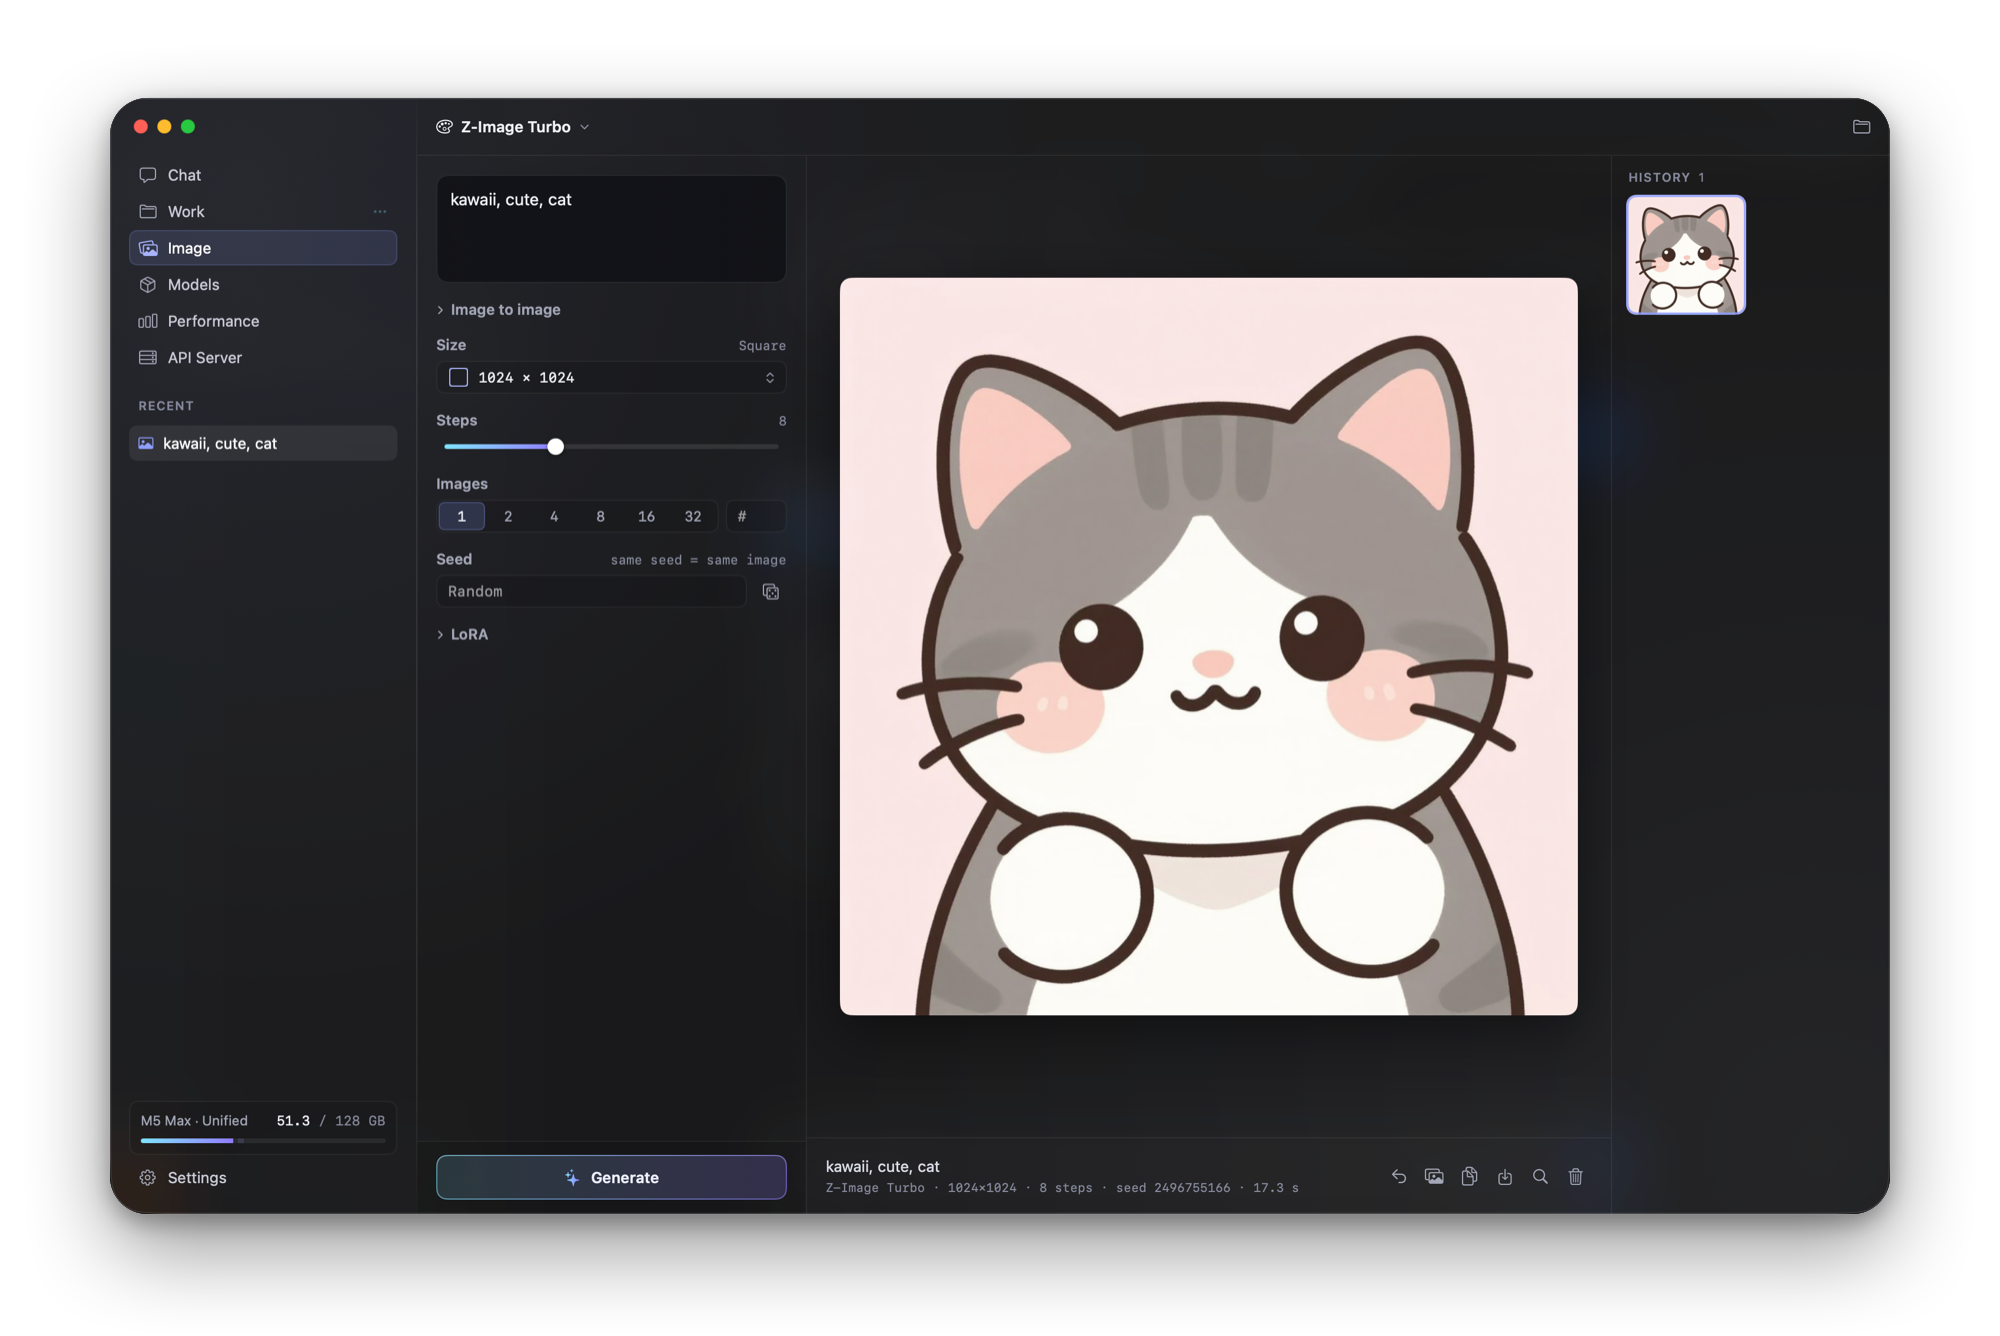 Chat
Work
Image
Models
Performance
API Server
RECENT
kawaii, cute, cat
M5 Max · Unified 51.3 / 128 GB
Settings
Z-Image Turbo
kawaii, cute, cat
Image to image
Size Square
1024 × 1024
Steps 8
Images
1 2 4 8 16 32 #
Seed same seed = same image
Random
LoRA
Generate
kawaii, cute, cat
Z-Image Turbo · 1024×1024 · 8 steps · seed 2496755166 · 17.3 s
HISTORY 1